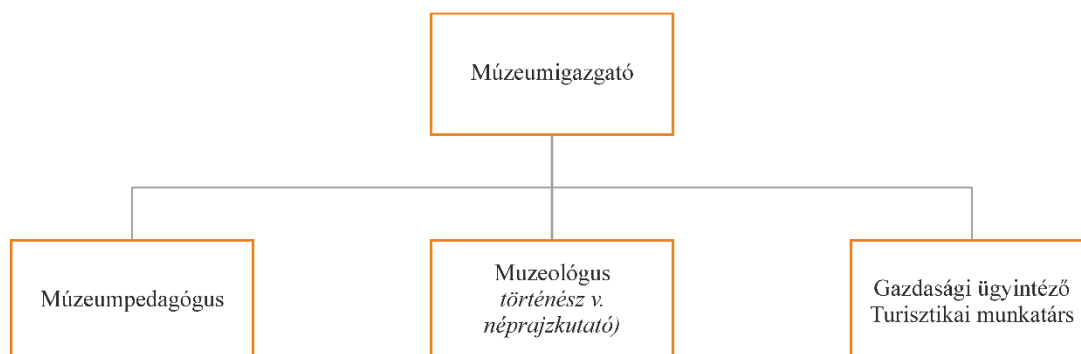 Múzeumigazgató
Múzeumpedagógus
Muzeológus
történész v.
néprajzkutató)
Gazdasági ügyintéző
Turisztikai munkatárs